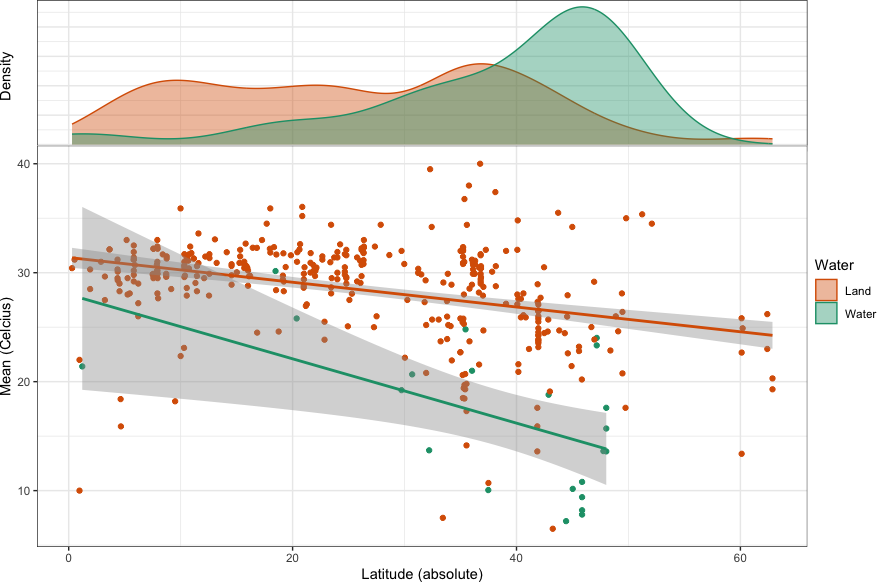 Density
Mean (Celcius)
40
30
20
10
0
20
40
60
Latitude (absolute)
Water
Land
Water